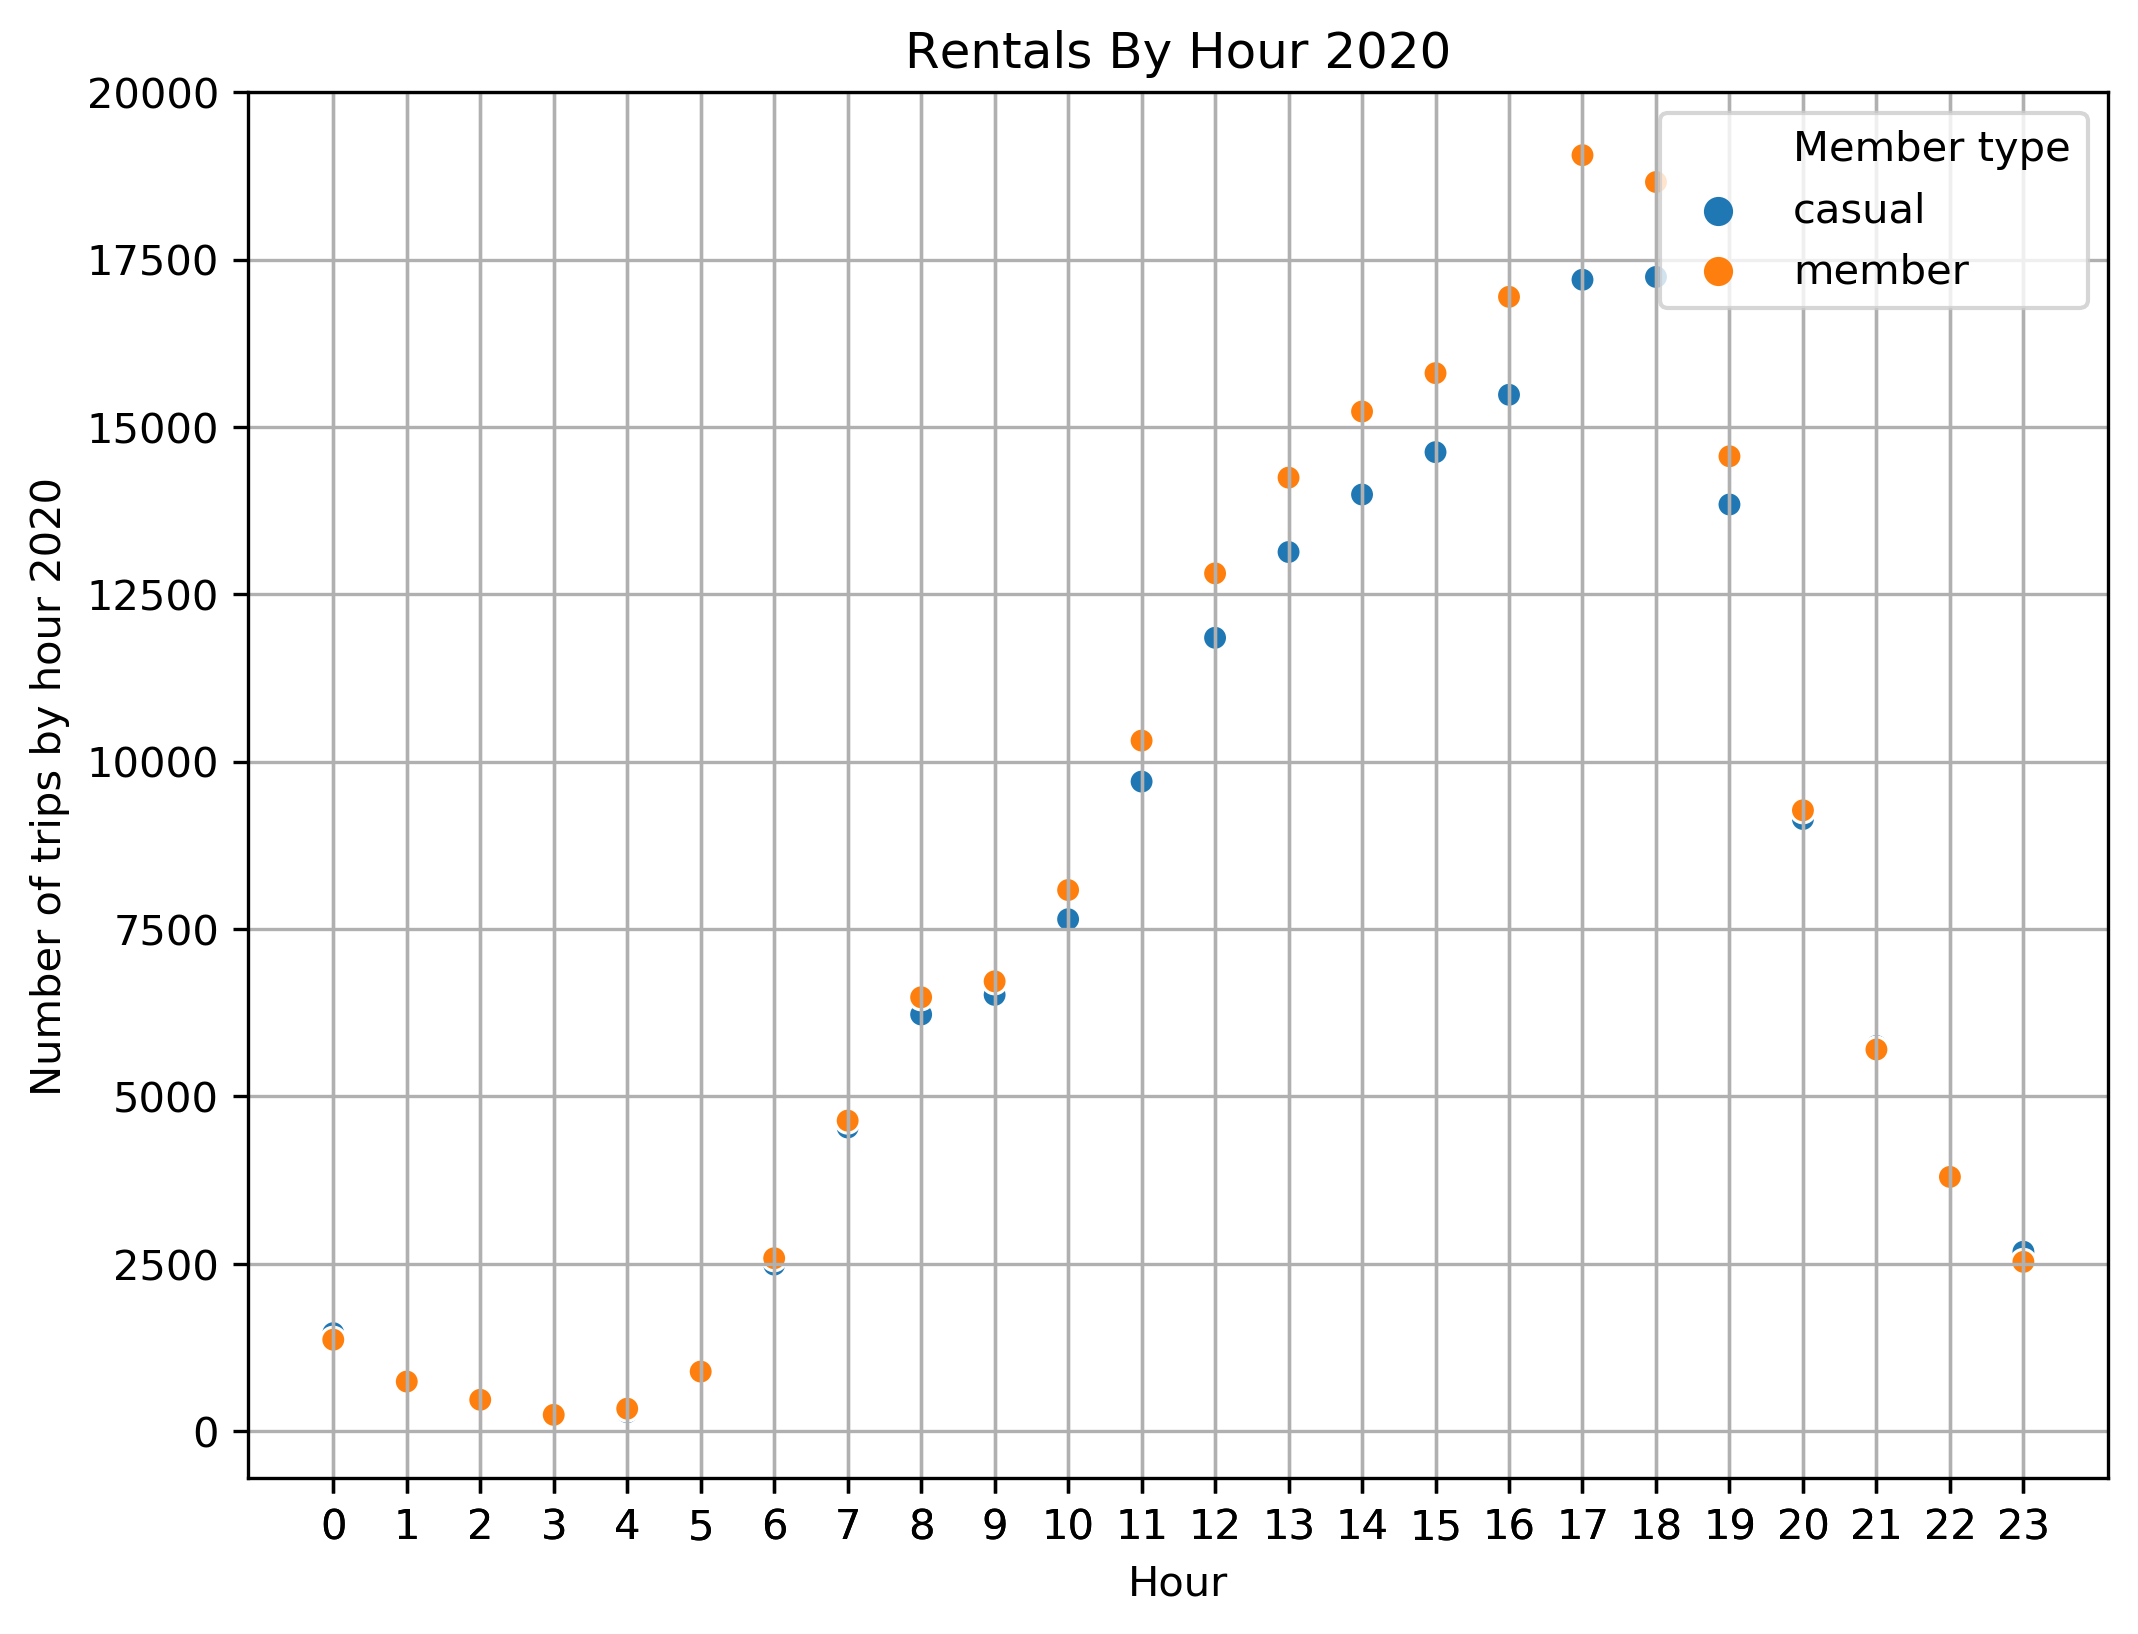 Rentals By Hour 2020
Number of trips by hour 2020
20000
17500
15000
12500
10000
7500
5000
2500
0
Member type
casual
member
0 1 2 3 4 5 6 7 8 9 10 11 12 13 14 15 16 17 18 19 20 21 22 23
Hour